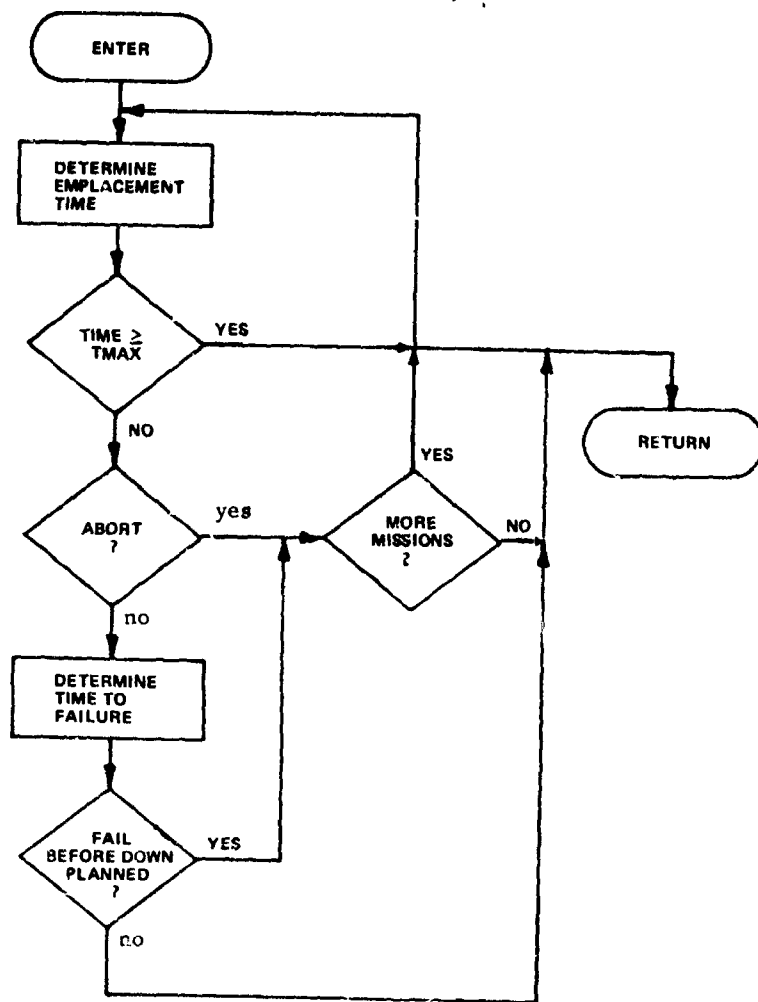 ENTER
DETERMINE
EMPLACEMENT
TIME
TIME ≥
TMAX
YES
NO
RETURN
ABORT
?
yes
no
MORE
MISSIONS
?
YES
NO
DETERMINE
TIME TO
FAILURE
FAIL
BEFORE DOWN
PLANNED
?
YES
no